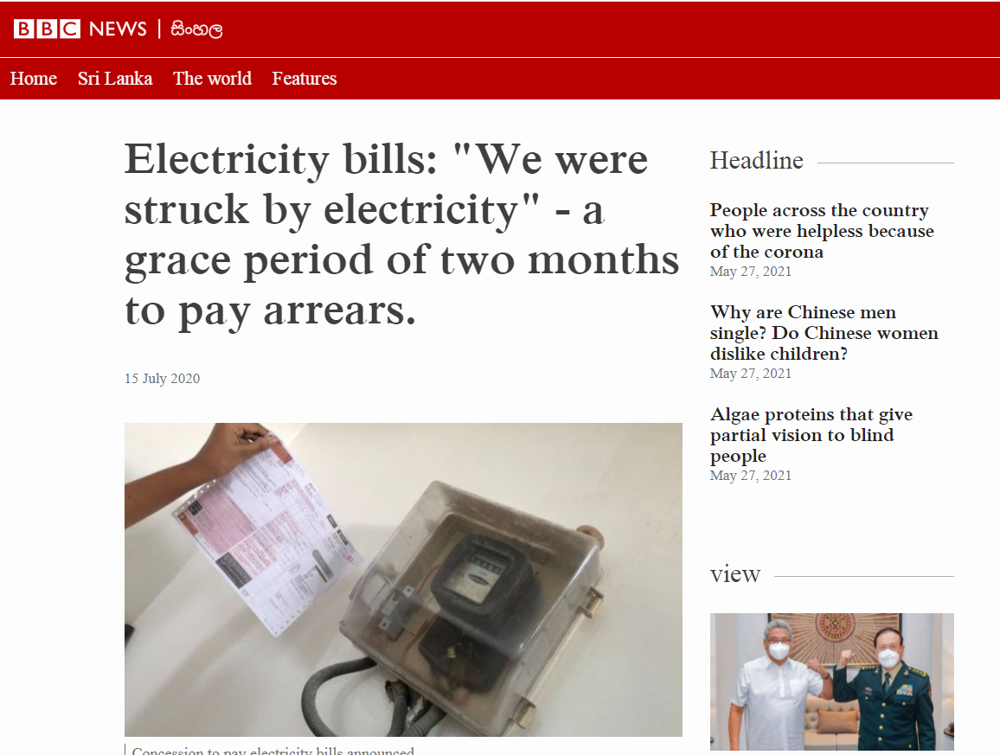 BBC NEWS | සිංහල
Home Sri Lanka The world Features
Electricity bills: "We were
struck by electricity" - a
grace period of two months
to pay arrears.
15 July 2020
Concession to pay electricity bills announced
Headline
People across the country
who were helpless because
of the corona
May 27, 2021
Why are Chinese men
single? Do Chinese women
dislike children?
May 27, 2021
Algae proteins that give
partial vision to blind
people
May 27, 2021
view